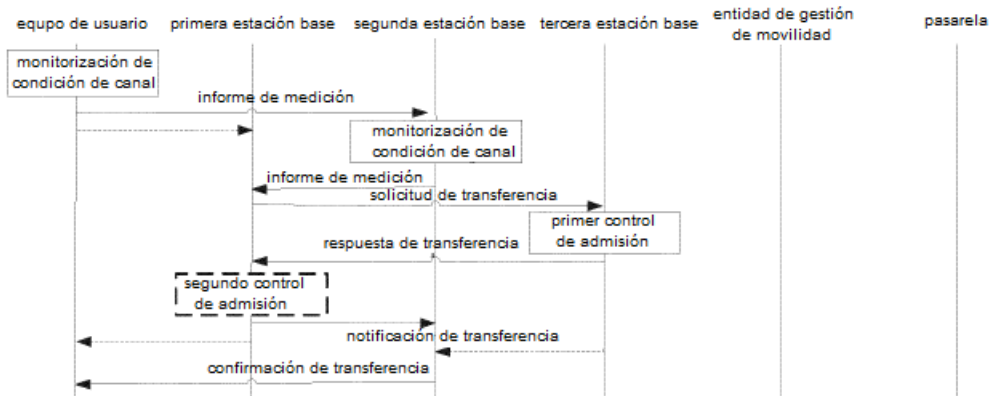 equpo de usuario
primera estación base
segunda estación base
tercera estación base
entidad de gestión
de movilidad
pasarela
monitorización de
condición de canal
informe de medición
monitorización de
condición de canal
informe de medición
solicitud de transferencia
primer control
de admisión
respuesta de transferencia
segundo control
de admisión
notificación de transferencia
confirmación de transferencia